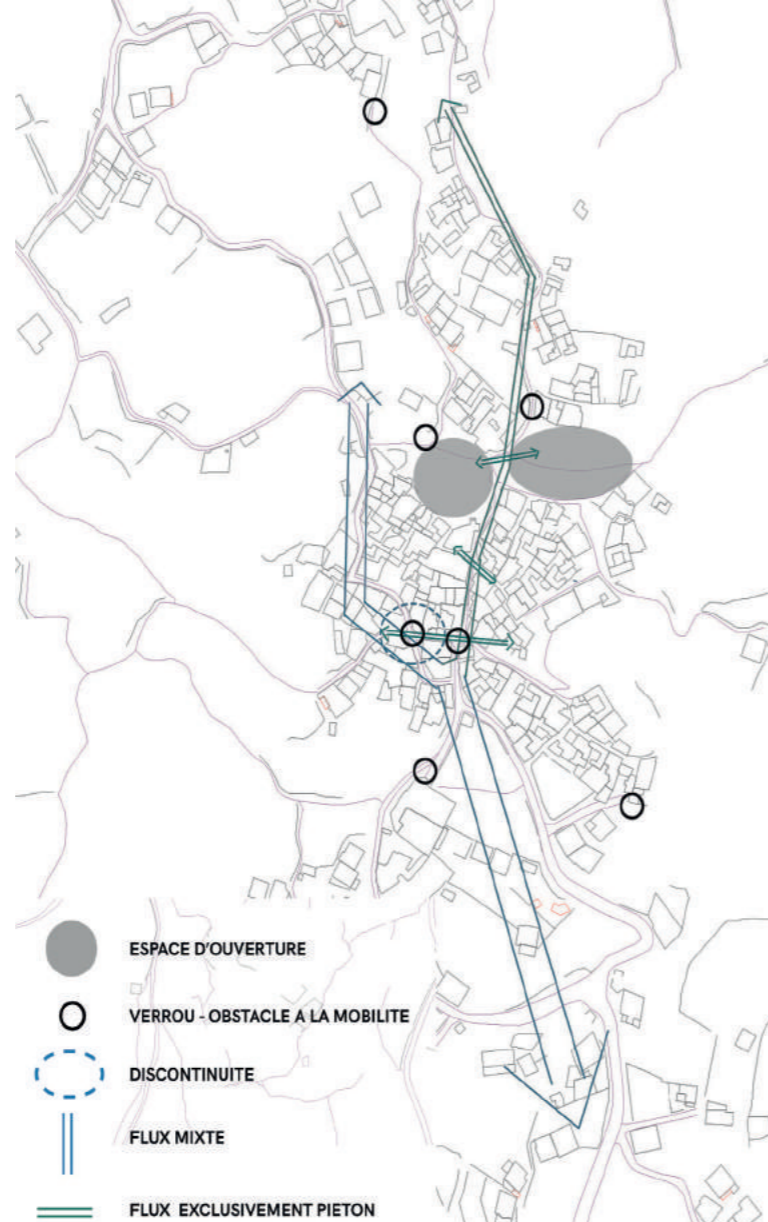 ESPACE D'OUVERTURE
VERROU - OBSTACLE A LA MOBILITE
DISCONTINUITE
FLUX MIXTE
FLUX EXCLUSIVEMENT PIETON